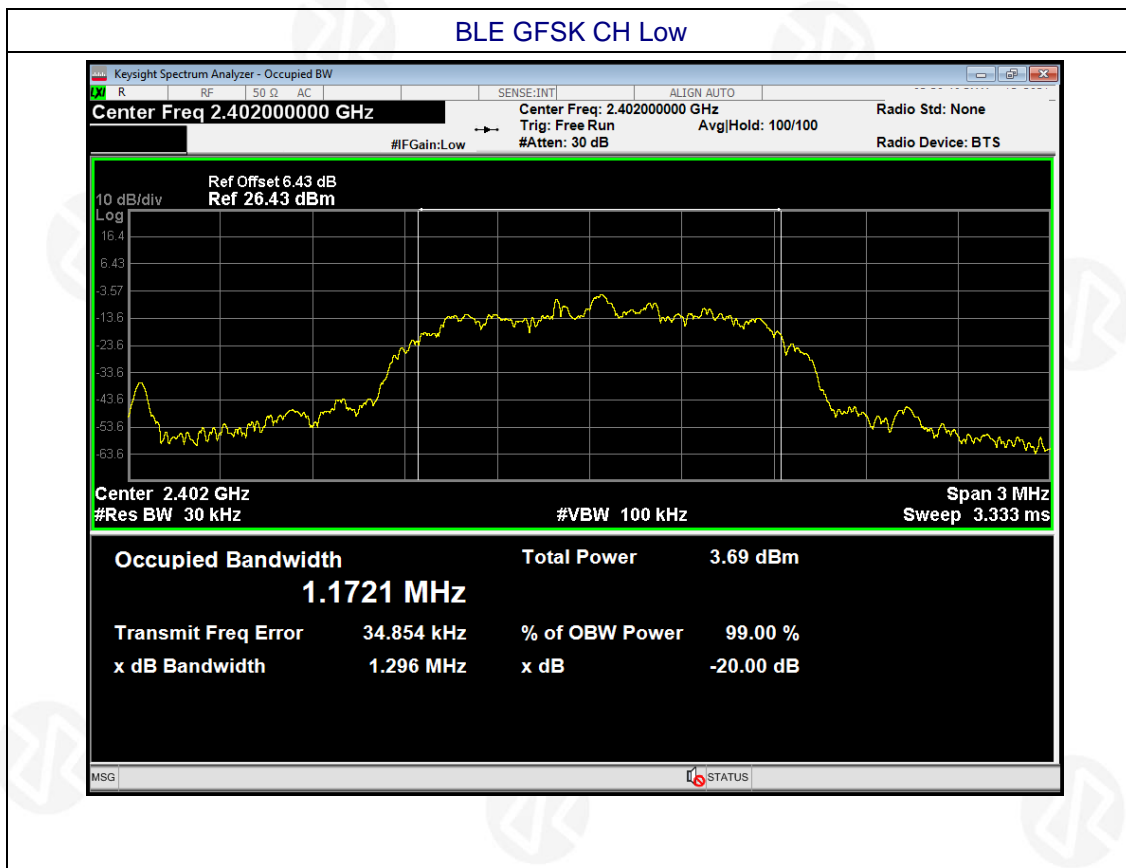 BLE GFSK CH Low
Keysight Spectrum Analyzer - Occupied BW
LXI R RF 50 Ω AC SENSE:INT ALIGN AUTO
Center Freq 2.402000000 GHz
Center Freq: 2.402000000 GHz Radio Std: None
Trig: Free Run Avg|Hold: 100/100
#IFGain:Low #Atten: 30 dB Radio Device: BTS
Ref Offset 6.43 dB
10 dB/div Ref 26.43 dBm
Log
16.4
6.43
-3.57
-13.6
-23.6
-33.6
-43.6
-53.6
-63.6
Center 2.402 GHz Span 3 MHz
#Res BW 30 kHz #VBW 100 kHz Sweep 3.333 ms
Occupied Bandwidth Total Power 3.69 dBm
1.1721 MHz
Transmit Freq Error 34.854 kHz % of OBW Power 99.00 %
x dB Bandwidth 1.296 MHz x dB -20.00 dB
MSG STATUS